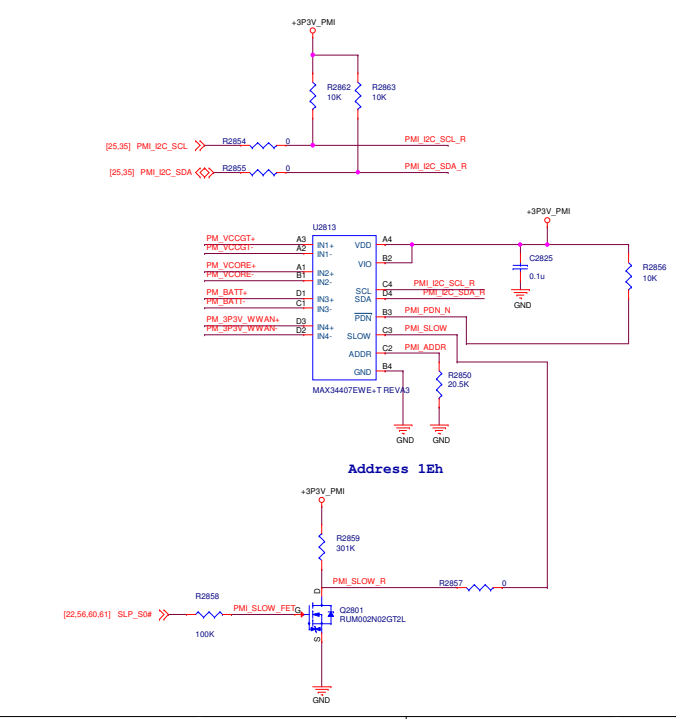 +3P3V_PMI
R2862 R2863
10K 10K
R2854 0 PMI_I2C_SCL_R
[25,35] PMI_I2C_SCL
R2855 0 PMI_I2C_SDA_R
[25,35] PMI_I2C_SDA
+3P3V_PMI
U2813
PM_VCCGT+ A3 IN1+ VDD A4
PM_VCCGT- A2 IN1-
VIO B2
C2825
0.1u
GND
R2856
10K
PM_VCORE+ A1 IN2+
PM_VCORE- B1 IN2-
SCL C4 PMI_I2C_SCL_R
PM_BATT+ D1 IN3+ SDA D4 PMI_I2C_SDA_R
PM_BATT- C1 IN3-
PDN B3 PMI_PDN_N
PM_3P3V_WWAN+ D3 IN4+
PM_3P3V_WWAN- D2 IN4- SLOW C3 PMI_SLOW
ADDR C2 PMI_ADDR
GND B4
R2850
20.5K
MAX34407EWE+T REVA3
GND GND
Address 1Eh
+3P3V_PMI
R2859
301K
D PMI_SLOW_R R2857 0
R2858
[22,56,60,61] SLP_S0# PMI_SLOW_FET G
100K
Q2801
RUM002N02GT2L
S
GND